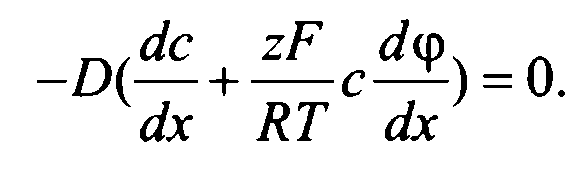 −D(dc/dx + zF/RT c dφ/dx) = 0.